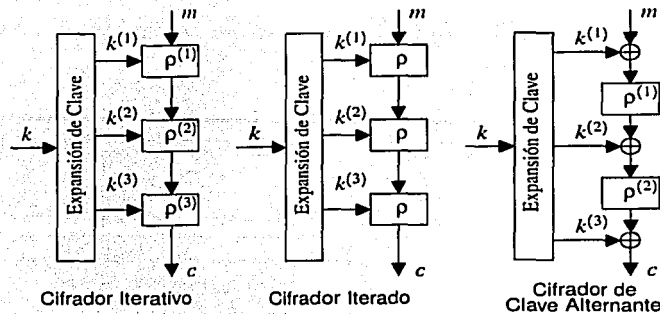 m
k(1)
ρ(1)
k(2)
ρ(2)
k
Expansión de Clave
k(3)
ρ(3)
c
Cifrador Iterativo
m
k(1)
ρ
k(2)
ρ
k
Expansión de Clave
k(3)
ρ
c
Cifrador Iterado
m
k(1)
ρ(1)
k
Expansión de Clave
k(2)
ρ(2)
k(3)
c
Cifrador de
Clave Alternante